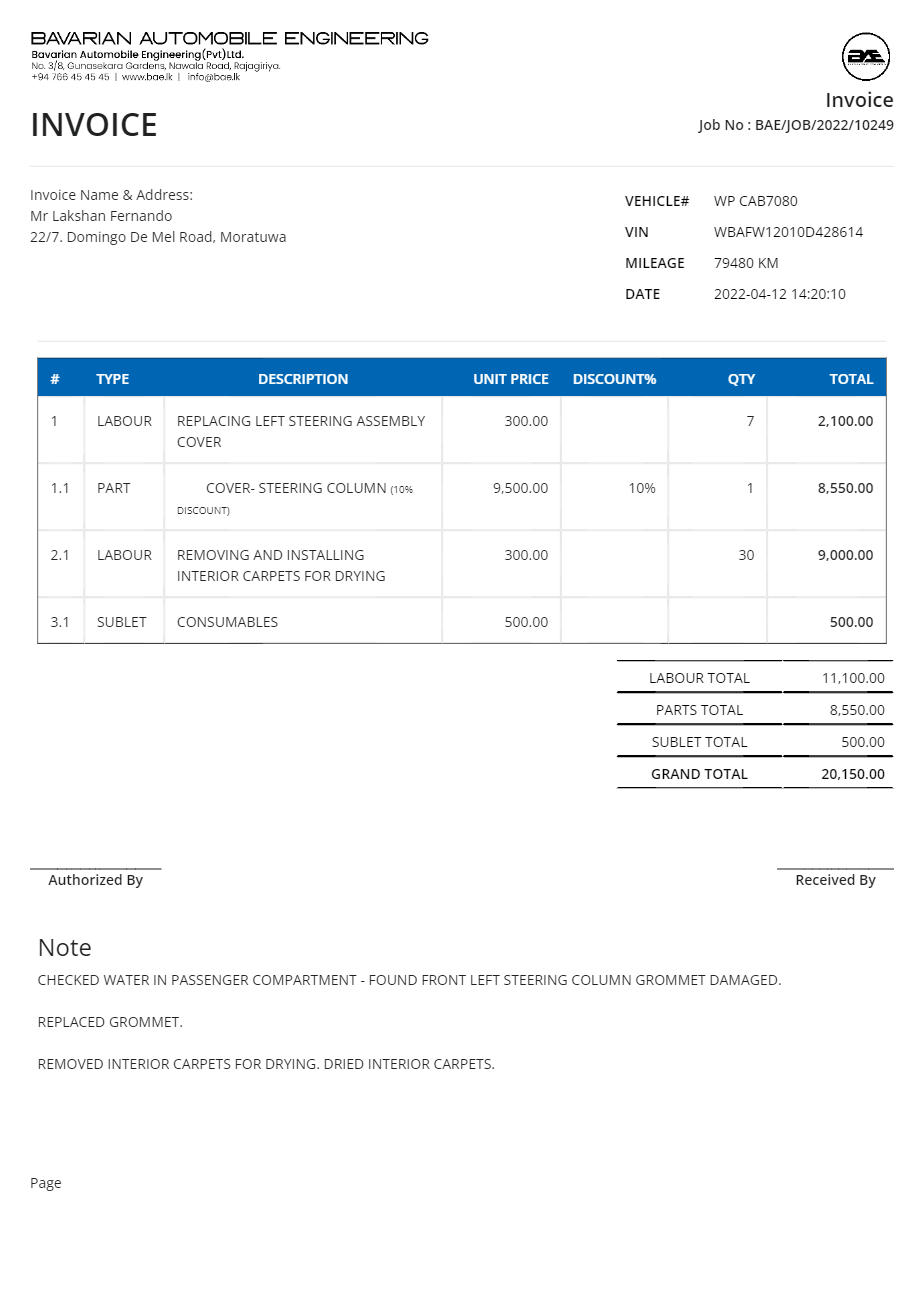 BAVARIAN AUTOMOBILE ENGINEERING
Bavarian Automobile Engineering(Pvt)Ltd.
No. 3/8, Gunasekara Gardens, Nawala Road, Rajagiriya.
+94 766 45 45 45 | www.bae.lk | info@bae.lk
BAE
Invoice
INVOICE
Job No : BAE/JOB/2022/10249
Invoice Name & Address:
Mr Lakshan Fernando
22/7. Domingo De Mel Road, Moratuwa
VEHICLE# WP CAB7080
VIN WBAFW12010D428614
MILEAGE 79480 KM
DATE 2022-04-12 14:20:10
# TYPE DESCRIPTION UNIT PRICE DISCOUNT% QTY TOTAL
1 LABOUR REPLACING LEFT STEERING ASSEMBLY 300.00 7 2,100.00
COVER
1.1 PART COVER- STEERING COLUMN (10% 9,500.00 10% 1 8,550.00
DISCOUNT)
2.1 LABOUR REMOVING AND INSTALLING 300.00 30 9,000.00
INTERIOR CARPETS FOR DRYING
3.1 SUBLET CONSUMABLES 500.00 500.00
LABOUR TOTAL 11,100.00
PARTS TOTAL 8,550.00
SUBLET TOTAL 500.00
GRAND TOTAL 20,150.00
Authorized By Received By
Note
CHECKED WATER IN PASSENGER COMPARTMENT - FOUND FRONT LEFT STEERING COLUMN GROMMET DAMAGED.
REPLACED GROMMET.
REMOVED INTERIOR CARPETS FOR DRYING. DRIED INTERIOR CARPETS.
Page